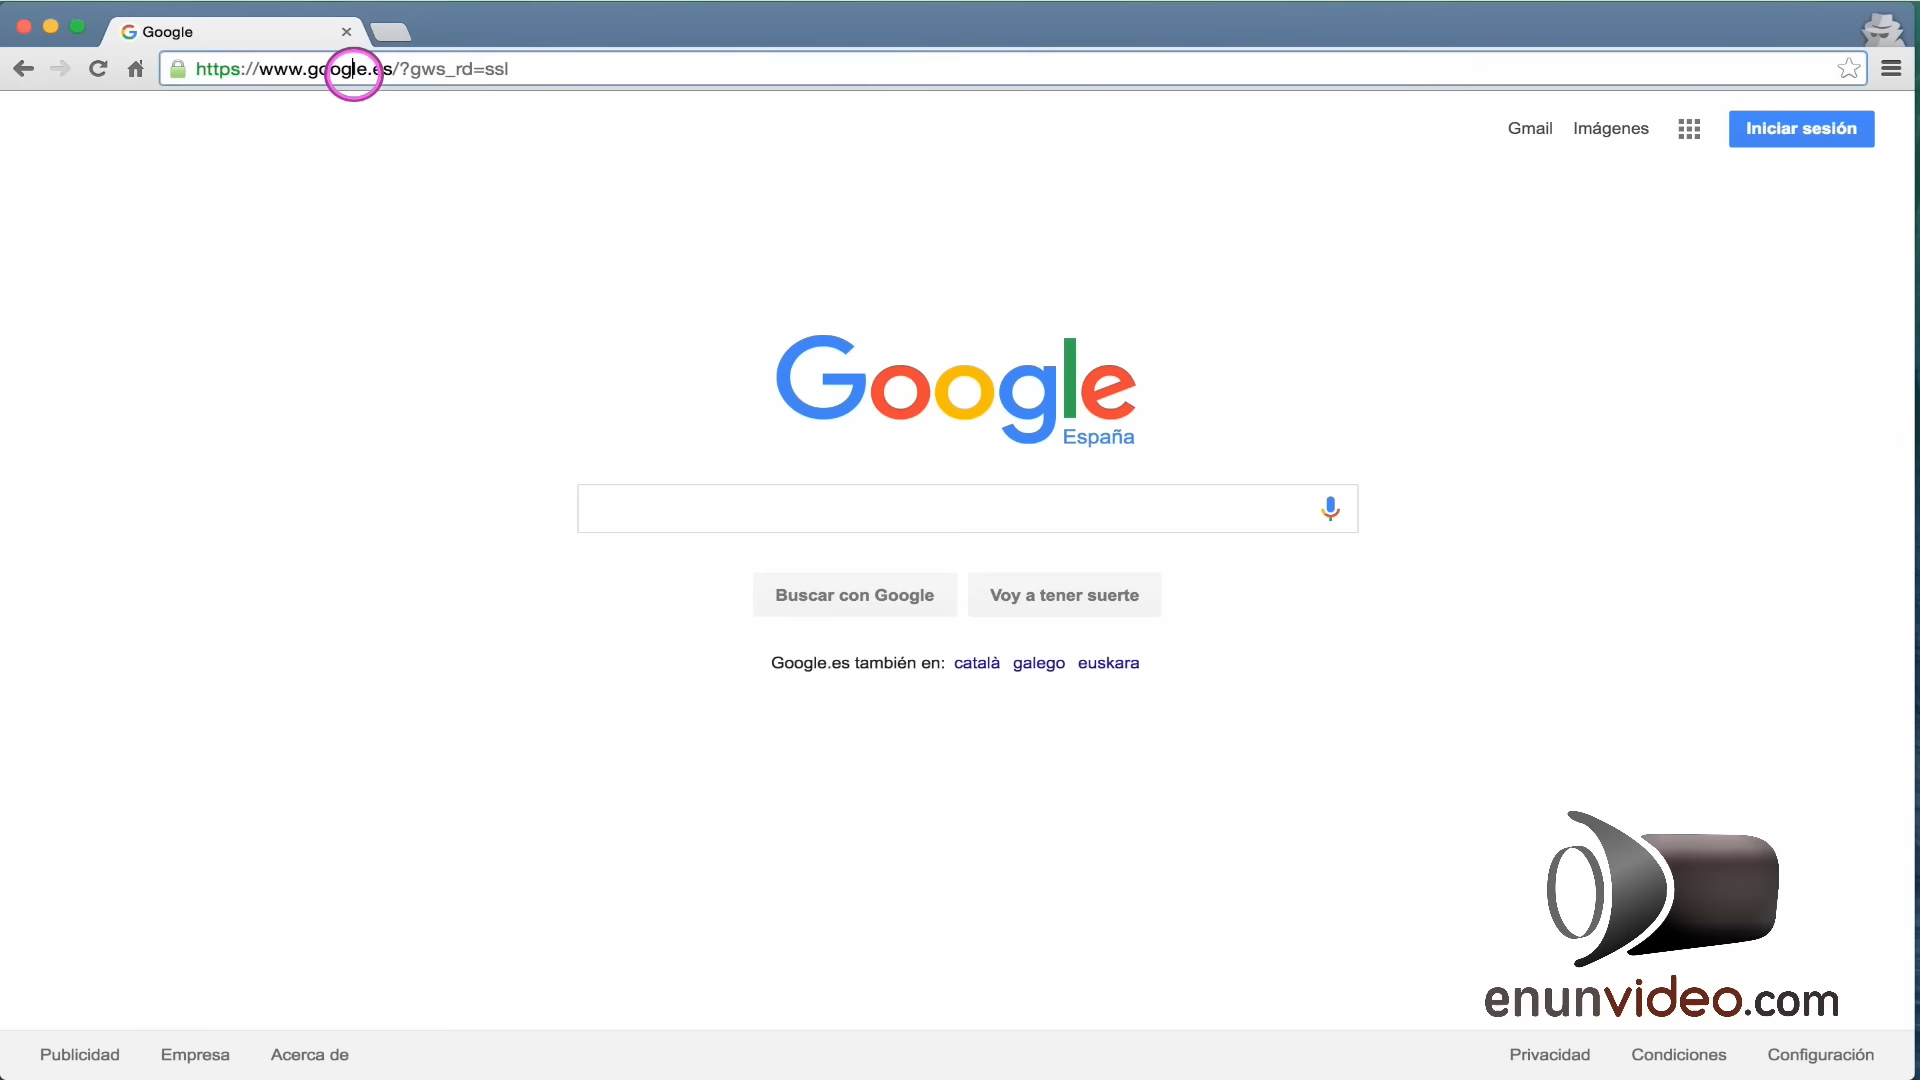 Google
https://www.google.es/?gws_rd=ssl
Gmail Imágenes Iniciar sesión
Google
España
Buscar con Google Voy a tener suerte
Google.es también en: català galego euskara
enunvideo.com
Publicidad Empresa Acerca de Privacidad Condiciones Configuración